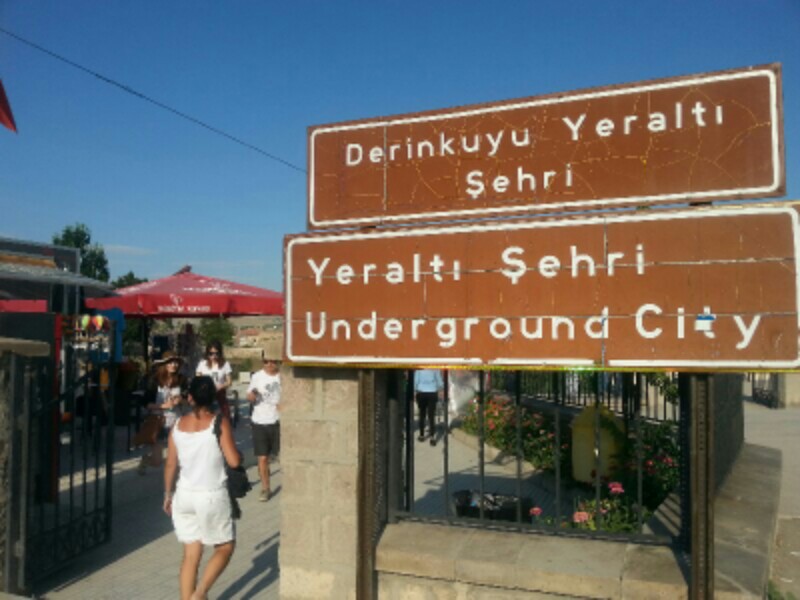 Derinkuyu Yeraltı
Şehri
Yeraltı Şehri
Underground City